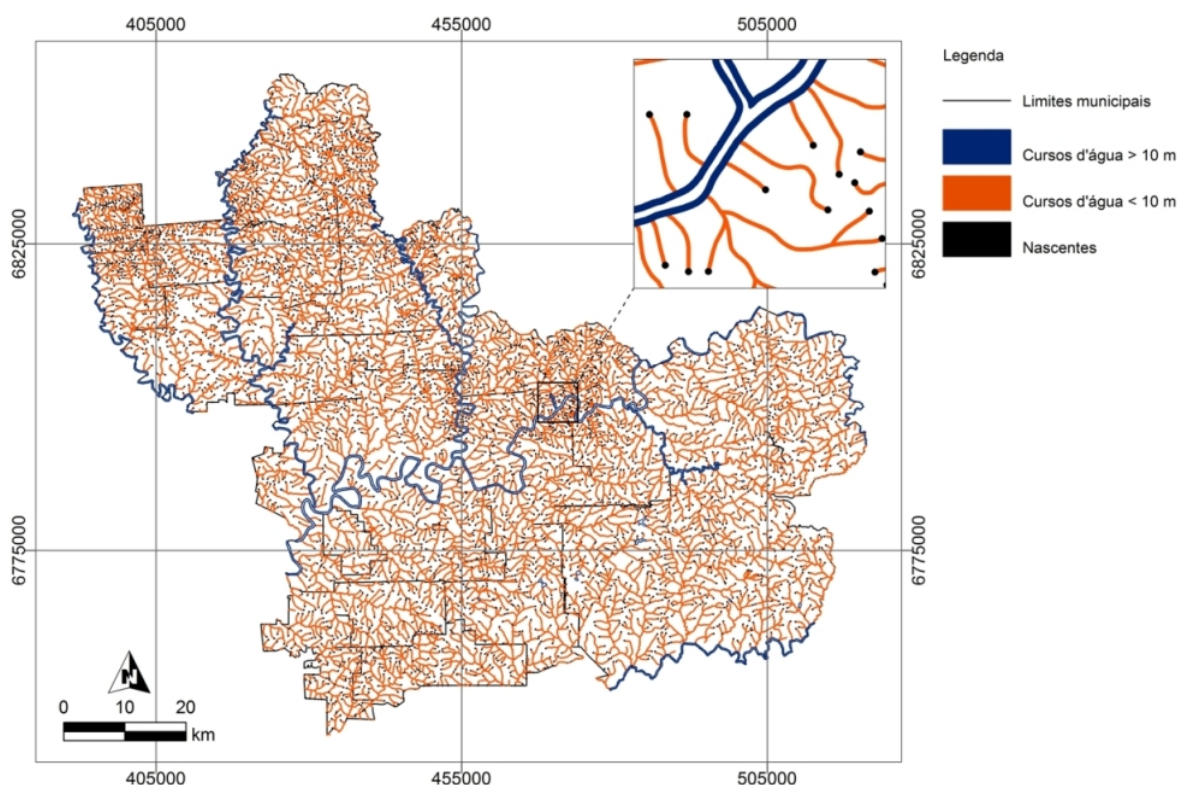 405000 455000 505000
Legenda
Limites municipais
Cursos d'água > 10 m
Cursos d'água < 10 m
Nascentes
6825000 6825000
6775000 6775000
N
0 10 20
km
405000 455000 505000